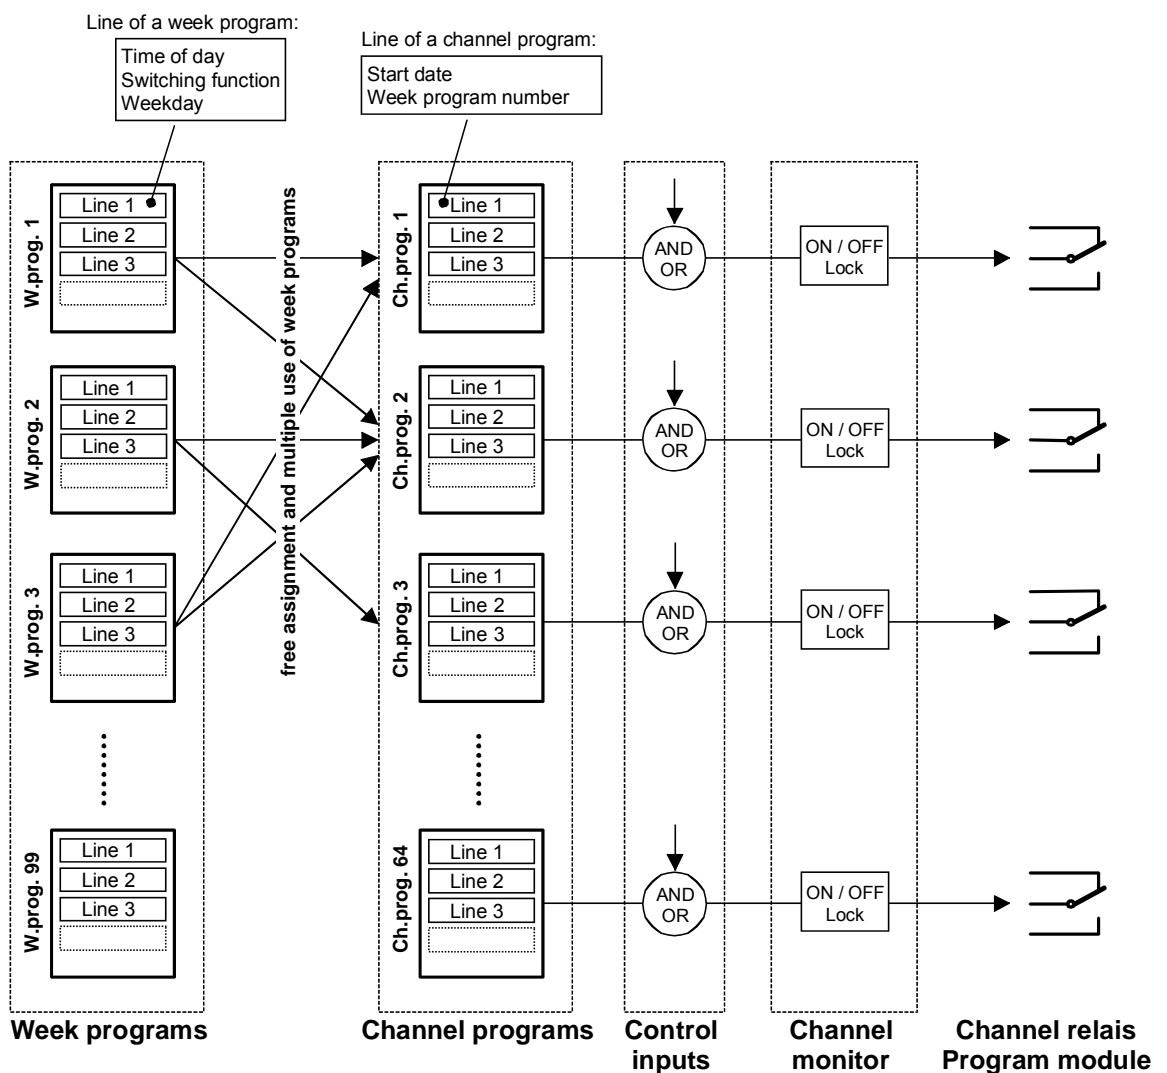 Line of a week program:
Time of day
Switching function
Weekday
Line of a channel program:
Start date
Week program number
W.prog. 1
Line 1
Line 2
Line 3
W.prog. 2
Line 1
Line 2
Line 3
W.prog. 3
Line 1
Line 2
Line 3
W.prog. 99
Line 1
Line 2
Line 3
free assignment and multiple use of week programs
Ch.prog. 1
Line 1
Line 2
Line 3
Ch.prog. 2
Line 1
Line 2
Line 3
Ch.prog. 3
Line 1
Line 2
Line 3
Ch.prog. 64
Line 1
Line 2
Line 3
AND
OR
AND
OR
AND
OR
AND
OR
ON / OFF
Lock
ON / OFF
Lock
ON / OFF
Lock
ON / OFF
Lock
Week programs
Channel programs
Control
inputs
Channel
monitor
Channel relais
Program module